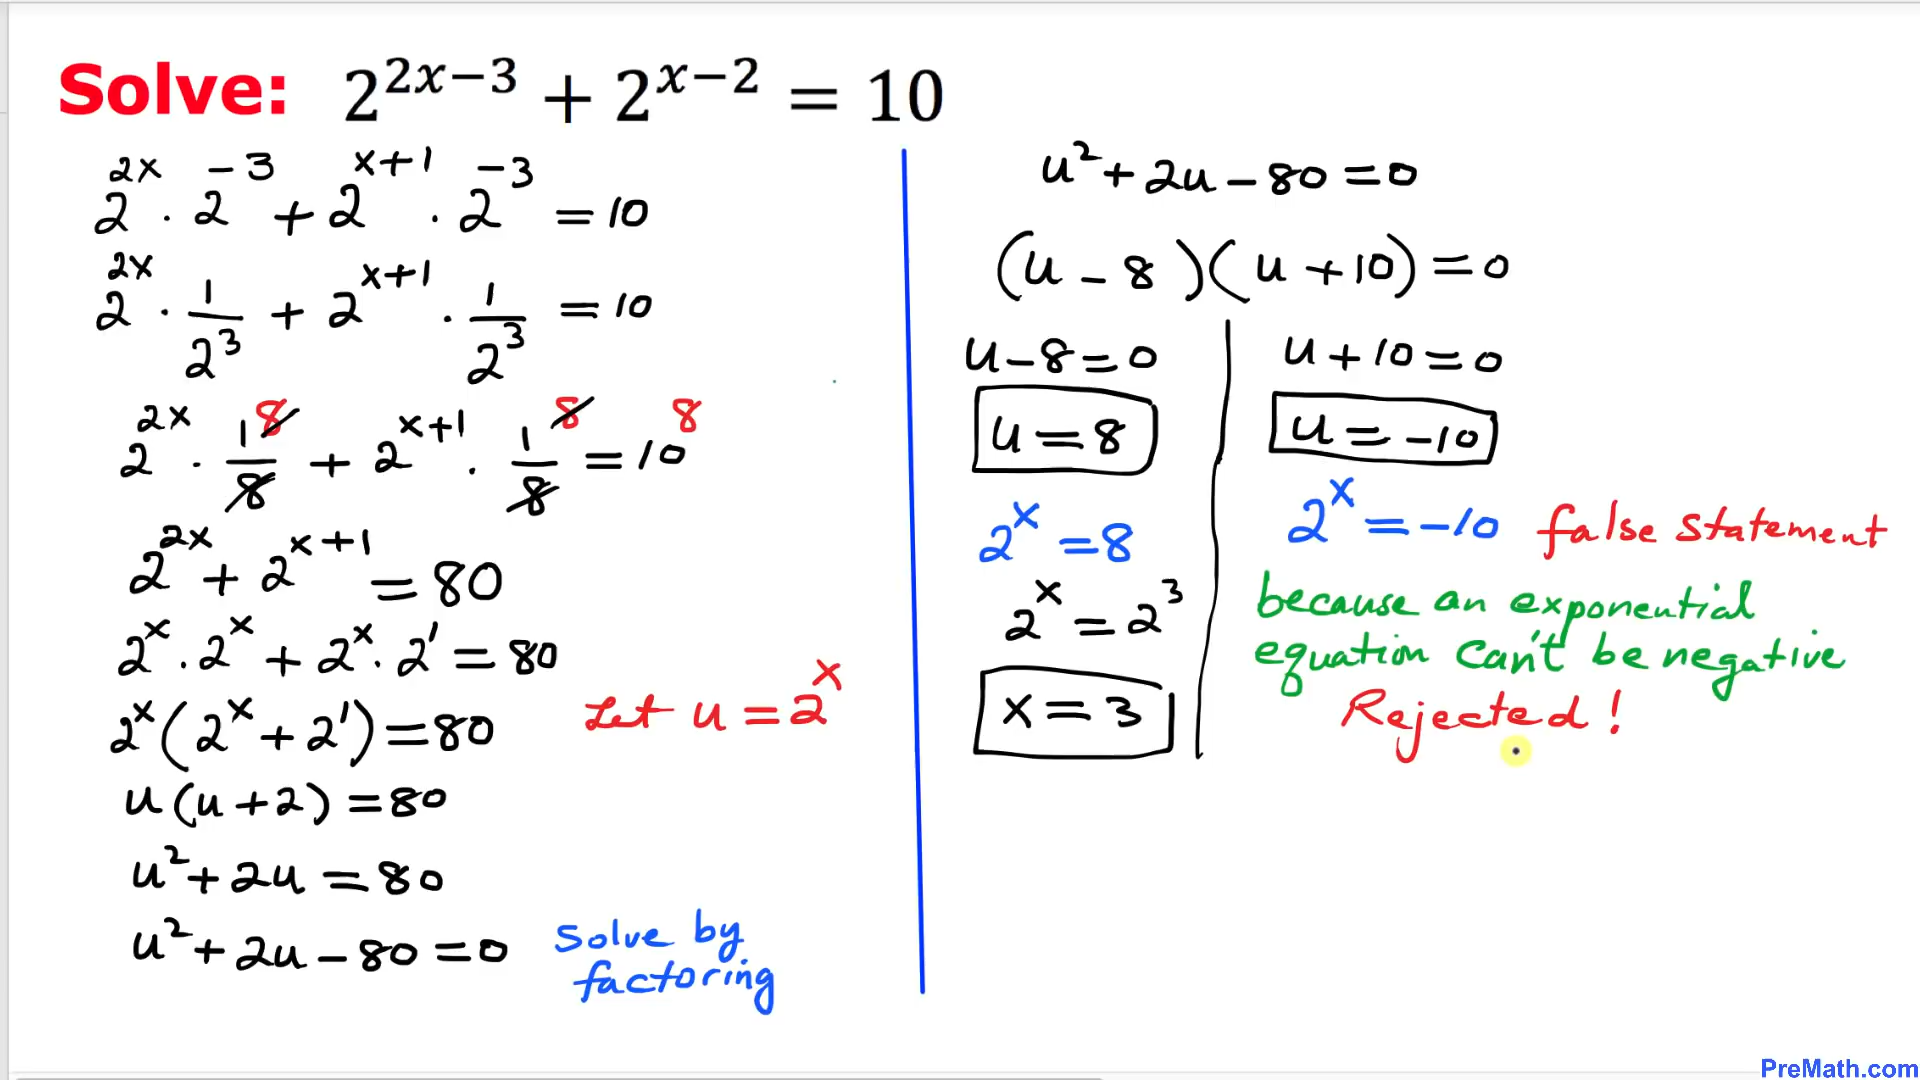 Solve: 2^{2x−3} + 2^{x−2} = 10
2^{2x} · 2^{-3} + 2^{x+1} · 2^{-3} = 10
2^{2x} · 1/2^3 + 2^{x+1} · 1/2^3 = 10
2^{2x} · 1/8 8 + 2^{x+1} · 1/8 8 = 10 8
2^{2x} + 2^{x+1} = 80
2^x · 2^x + 2^x · 2^1 = 80
2^x (2^x + 2^1) = 80
Let u = 2^x
u(u+2) = 80
u^2 + 2u = 80
u^2 + 2u − 80 = 0
Solve by
factoring
u^2 + 2u − 80 = 0
(u − 8)(u + 10) = 0
u − 8 = 0
u = 8
2^x = 8
2^x = 2^3
x = 3
u + 10 = 0
u = −10
2^x = −10 false statement
because an exponential
equation can't be negative
Rejected!
PreMath.com